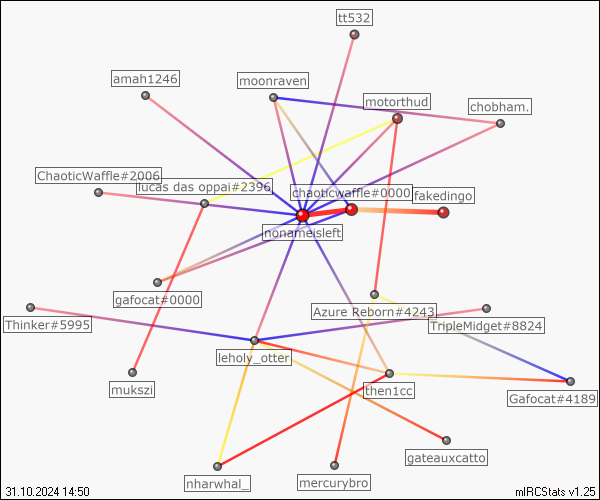 tt532
amah1246
moonraven
motorthud
chobham.
ChaoticWaffle#2006
lucas das oppai#2396
chaoticwaffle#0000
fakedingo
nonameisleft
gafocat#0000
Azure Reborn#4243
Thinker#5995
TripleMidget#8824
leholy_otter
mukszi
then1cc
Gafocat#4189
gateauxcatto
nharwhal_
mercurybro
31.10.2024 14:50
mIRCStats v1.25